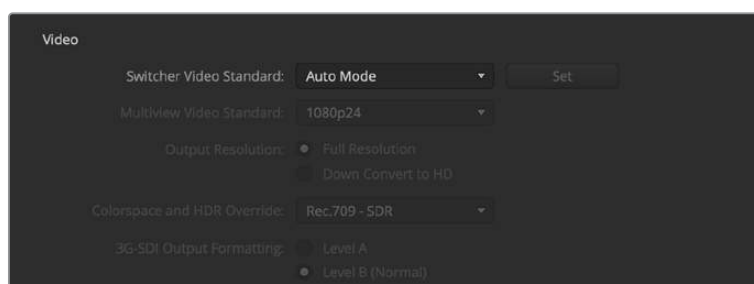 Video
Switcher Video Standard: Auto Mode Set
Multiview Video Standard: 1080p24
Output Resolution: Full Resolution
Down Convert to HD
Colorspace and HDR Override: Rec.709 - SDR
3G-SDI Output Formatting: Level A
Level B (Normal)